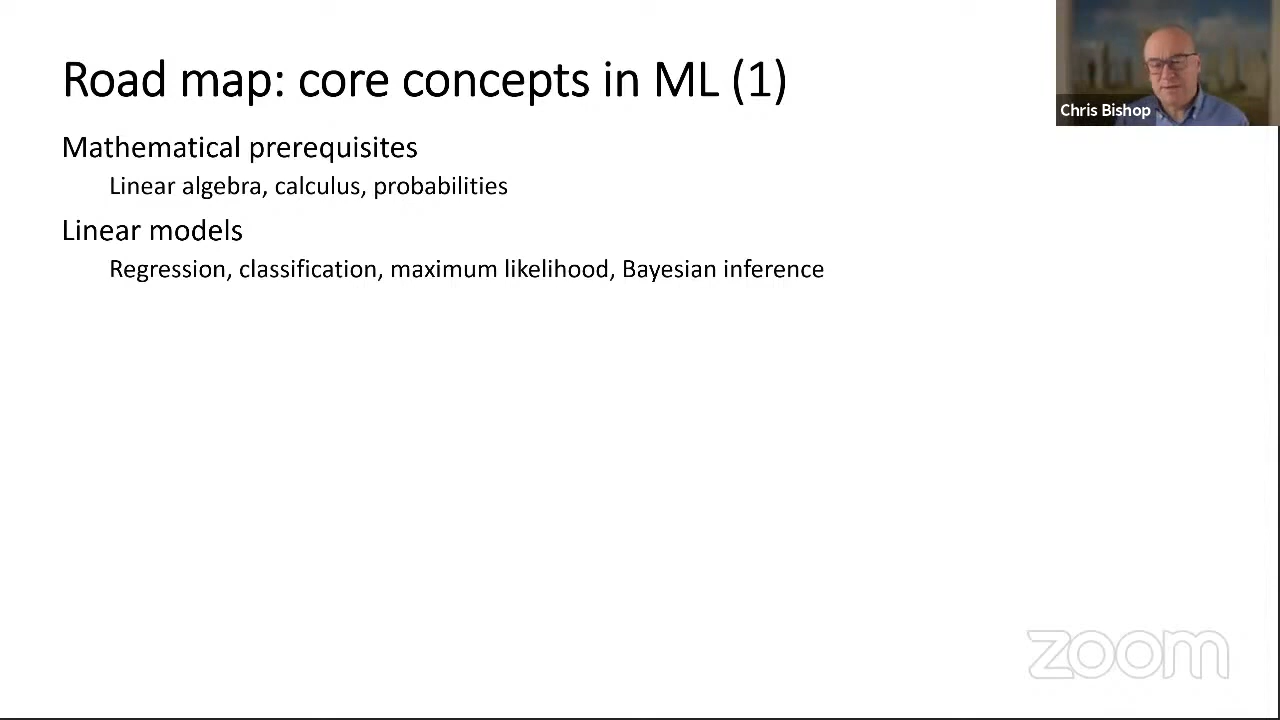 Road map: core concepts in ML (1)
Chris Bishop
Mathematical prerequisites
Linear algebra, calculus, probabilities
Linear models
Regression, classification, maximum likelihood, Bayesian inference
zoom